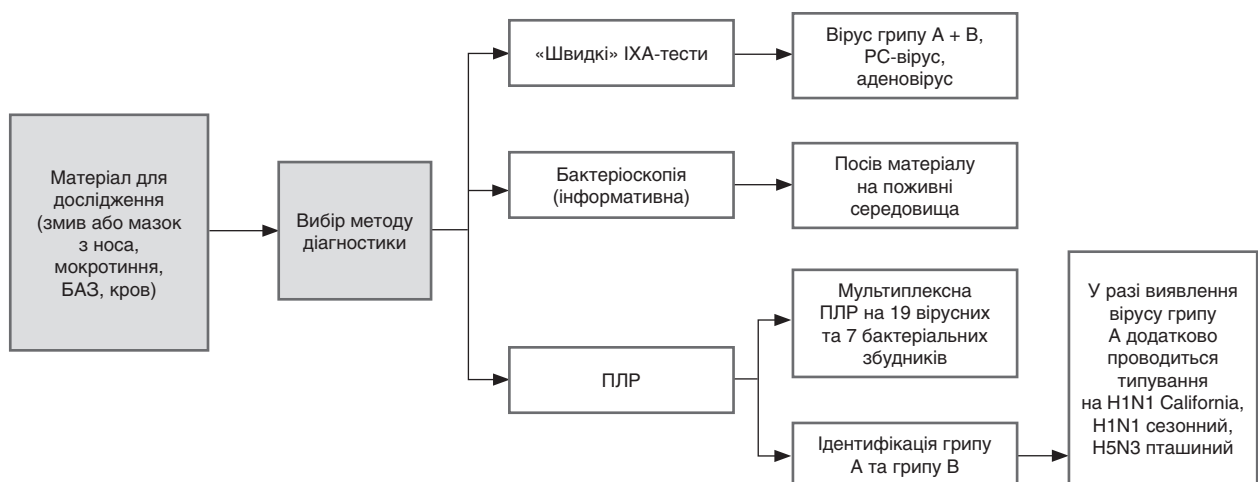 Матеріал для
дослідження
(змив або мазок
з носа,
мокротиння,
БАЗ, кров)
Вибір методу
діагностики
«Швидкі» ІХА-тести
Вірус грипу А + В,
РС-вірус,
аденовірус
Бактеріоскопія
(інформативна)
Посів матеріалу
на поживні
середовища
ПЛР
Мультиплексна
ПЛР на 19 вірусних
та 7 бактеріальних
збудників
Ідентифікація грипу
А та грипу В
У разі виявлення
вірусу грипу
А додатково
проводиться
типування
на H1N1 California,
H1N1 сезонний,
H5N3 пташиний